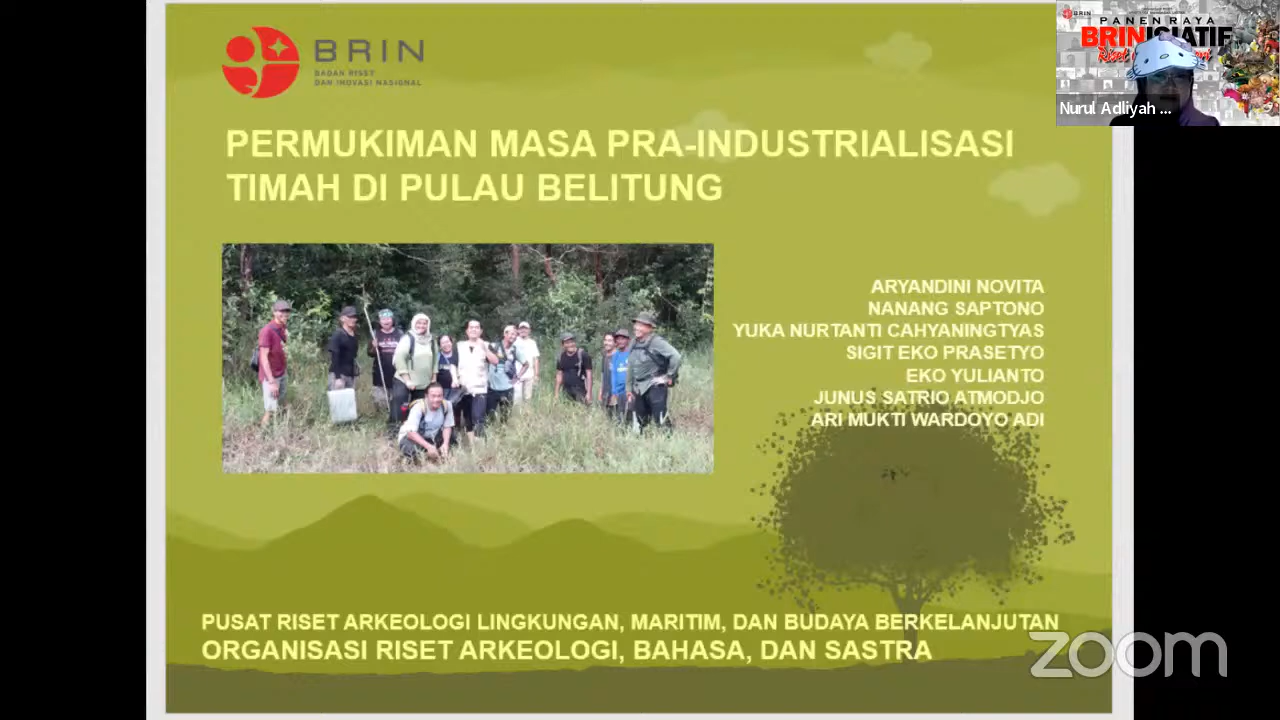 BRIN
BADAN RISET
DAN INOVASI NASIONAL
PERMUKIMAN MASA PRA-INDUSTRIALISASI
TIMAH DI PULAU BELITUNG
ARYANDINI NOVITA
NANANG SAPTONO
YUKA NURTANTI CAHYANINGTYAS
SIGIT EKO PRASETYO
EKO YULIANTO
JUNUS SATRIO ATMODJO
ARI MUKTI WARDOYO ADI
PUSAT RISET ARKEOLOGI LINGKUNGAN, MARITIM, DAN BUDAYA BERKELANJUTAN
ORGANISASI RISET ARKEOLOGI, BAHASA, DAN SASTRA
zoom
BRIN
PANEN RAYA
BRINISIATIF
Nurul Adliyah ...